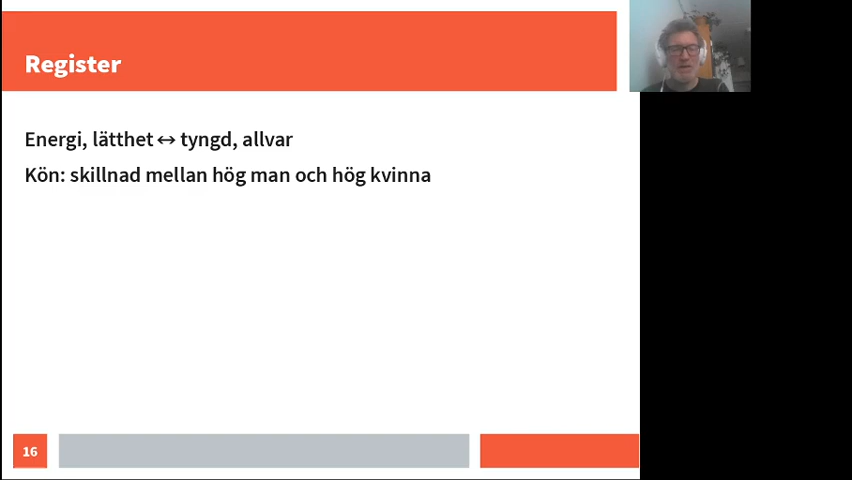 Register
Energi, lätthet ↔ tyngd, allvar
Kön: skillnad mellan hög man och hög kvinna
16